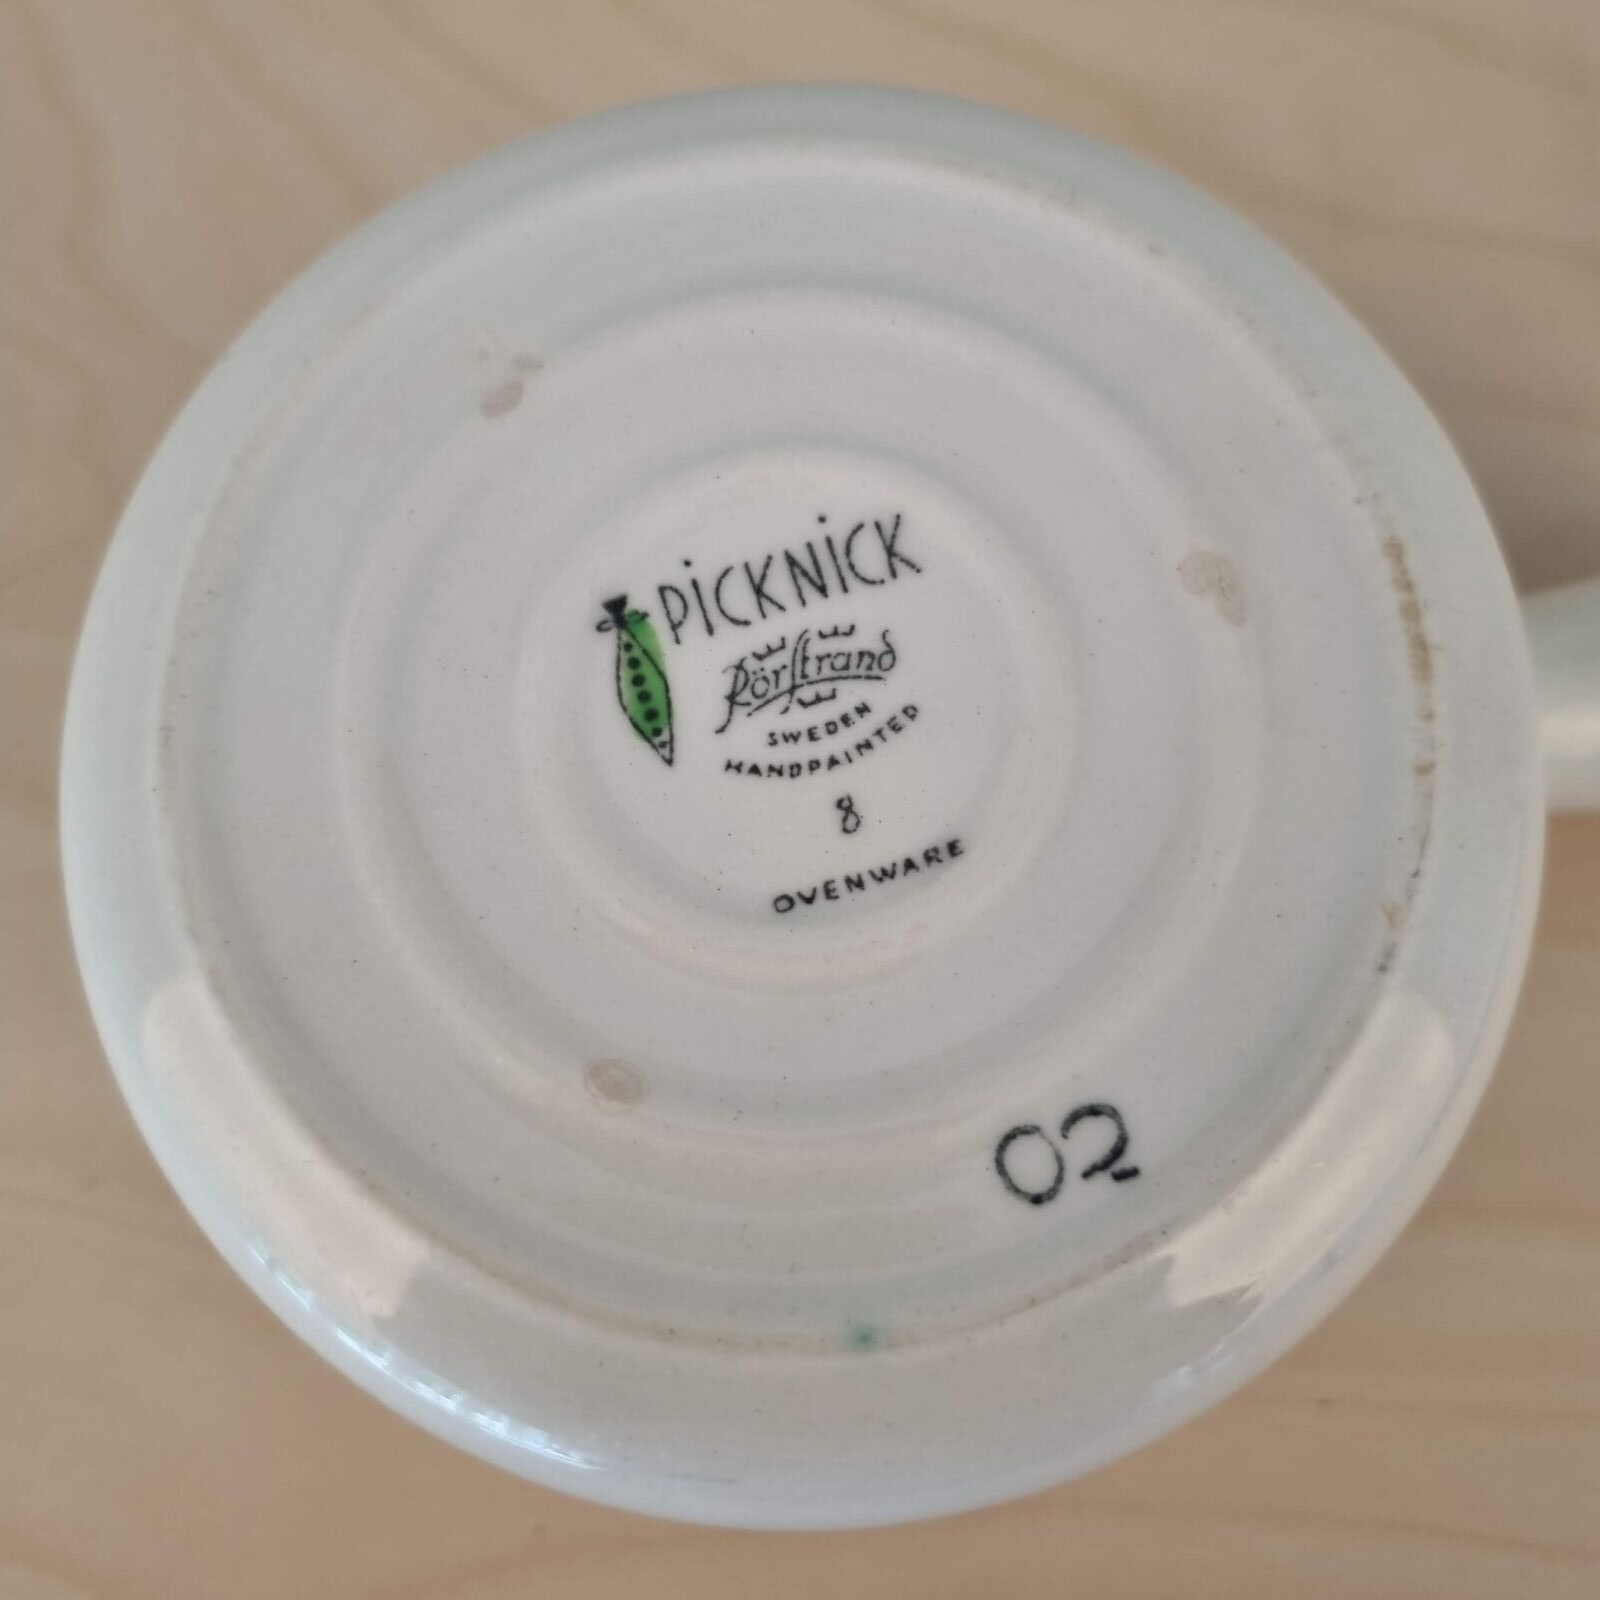 PiCKNiCK
Rörstrand
SWEDEN
HANDPAINTED
8
OVENWARE
02